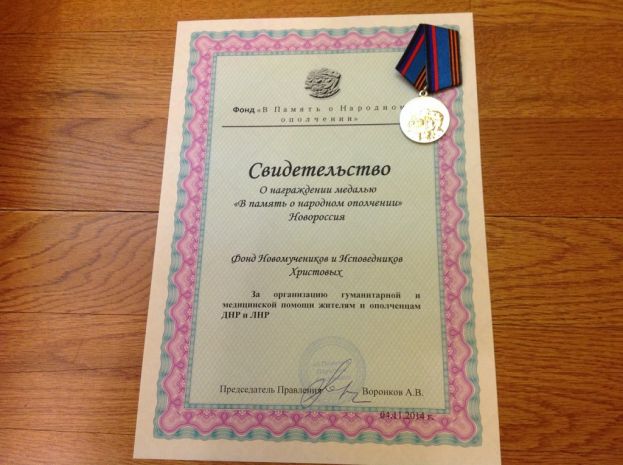 Фонд «В Память о Народном
ополчении»
Свидетельство
О награждении медалью
«В память о народном ополчении»
Новороссия
Фонд Новомучеников и Исповедников
Христовых
За организацию гуманитарной и
медицинской помощи жителям и ополченцам
ДНР и ЛНР
Председатель Правления Воронков А.В.
04.11.2014 г.